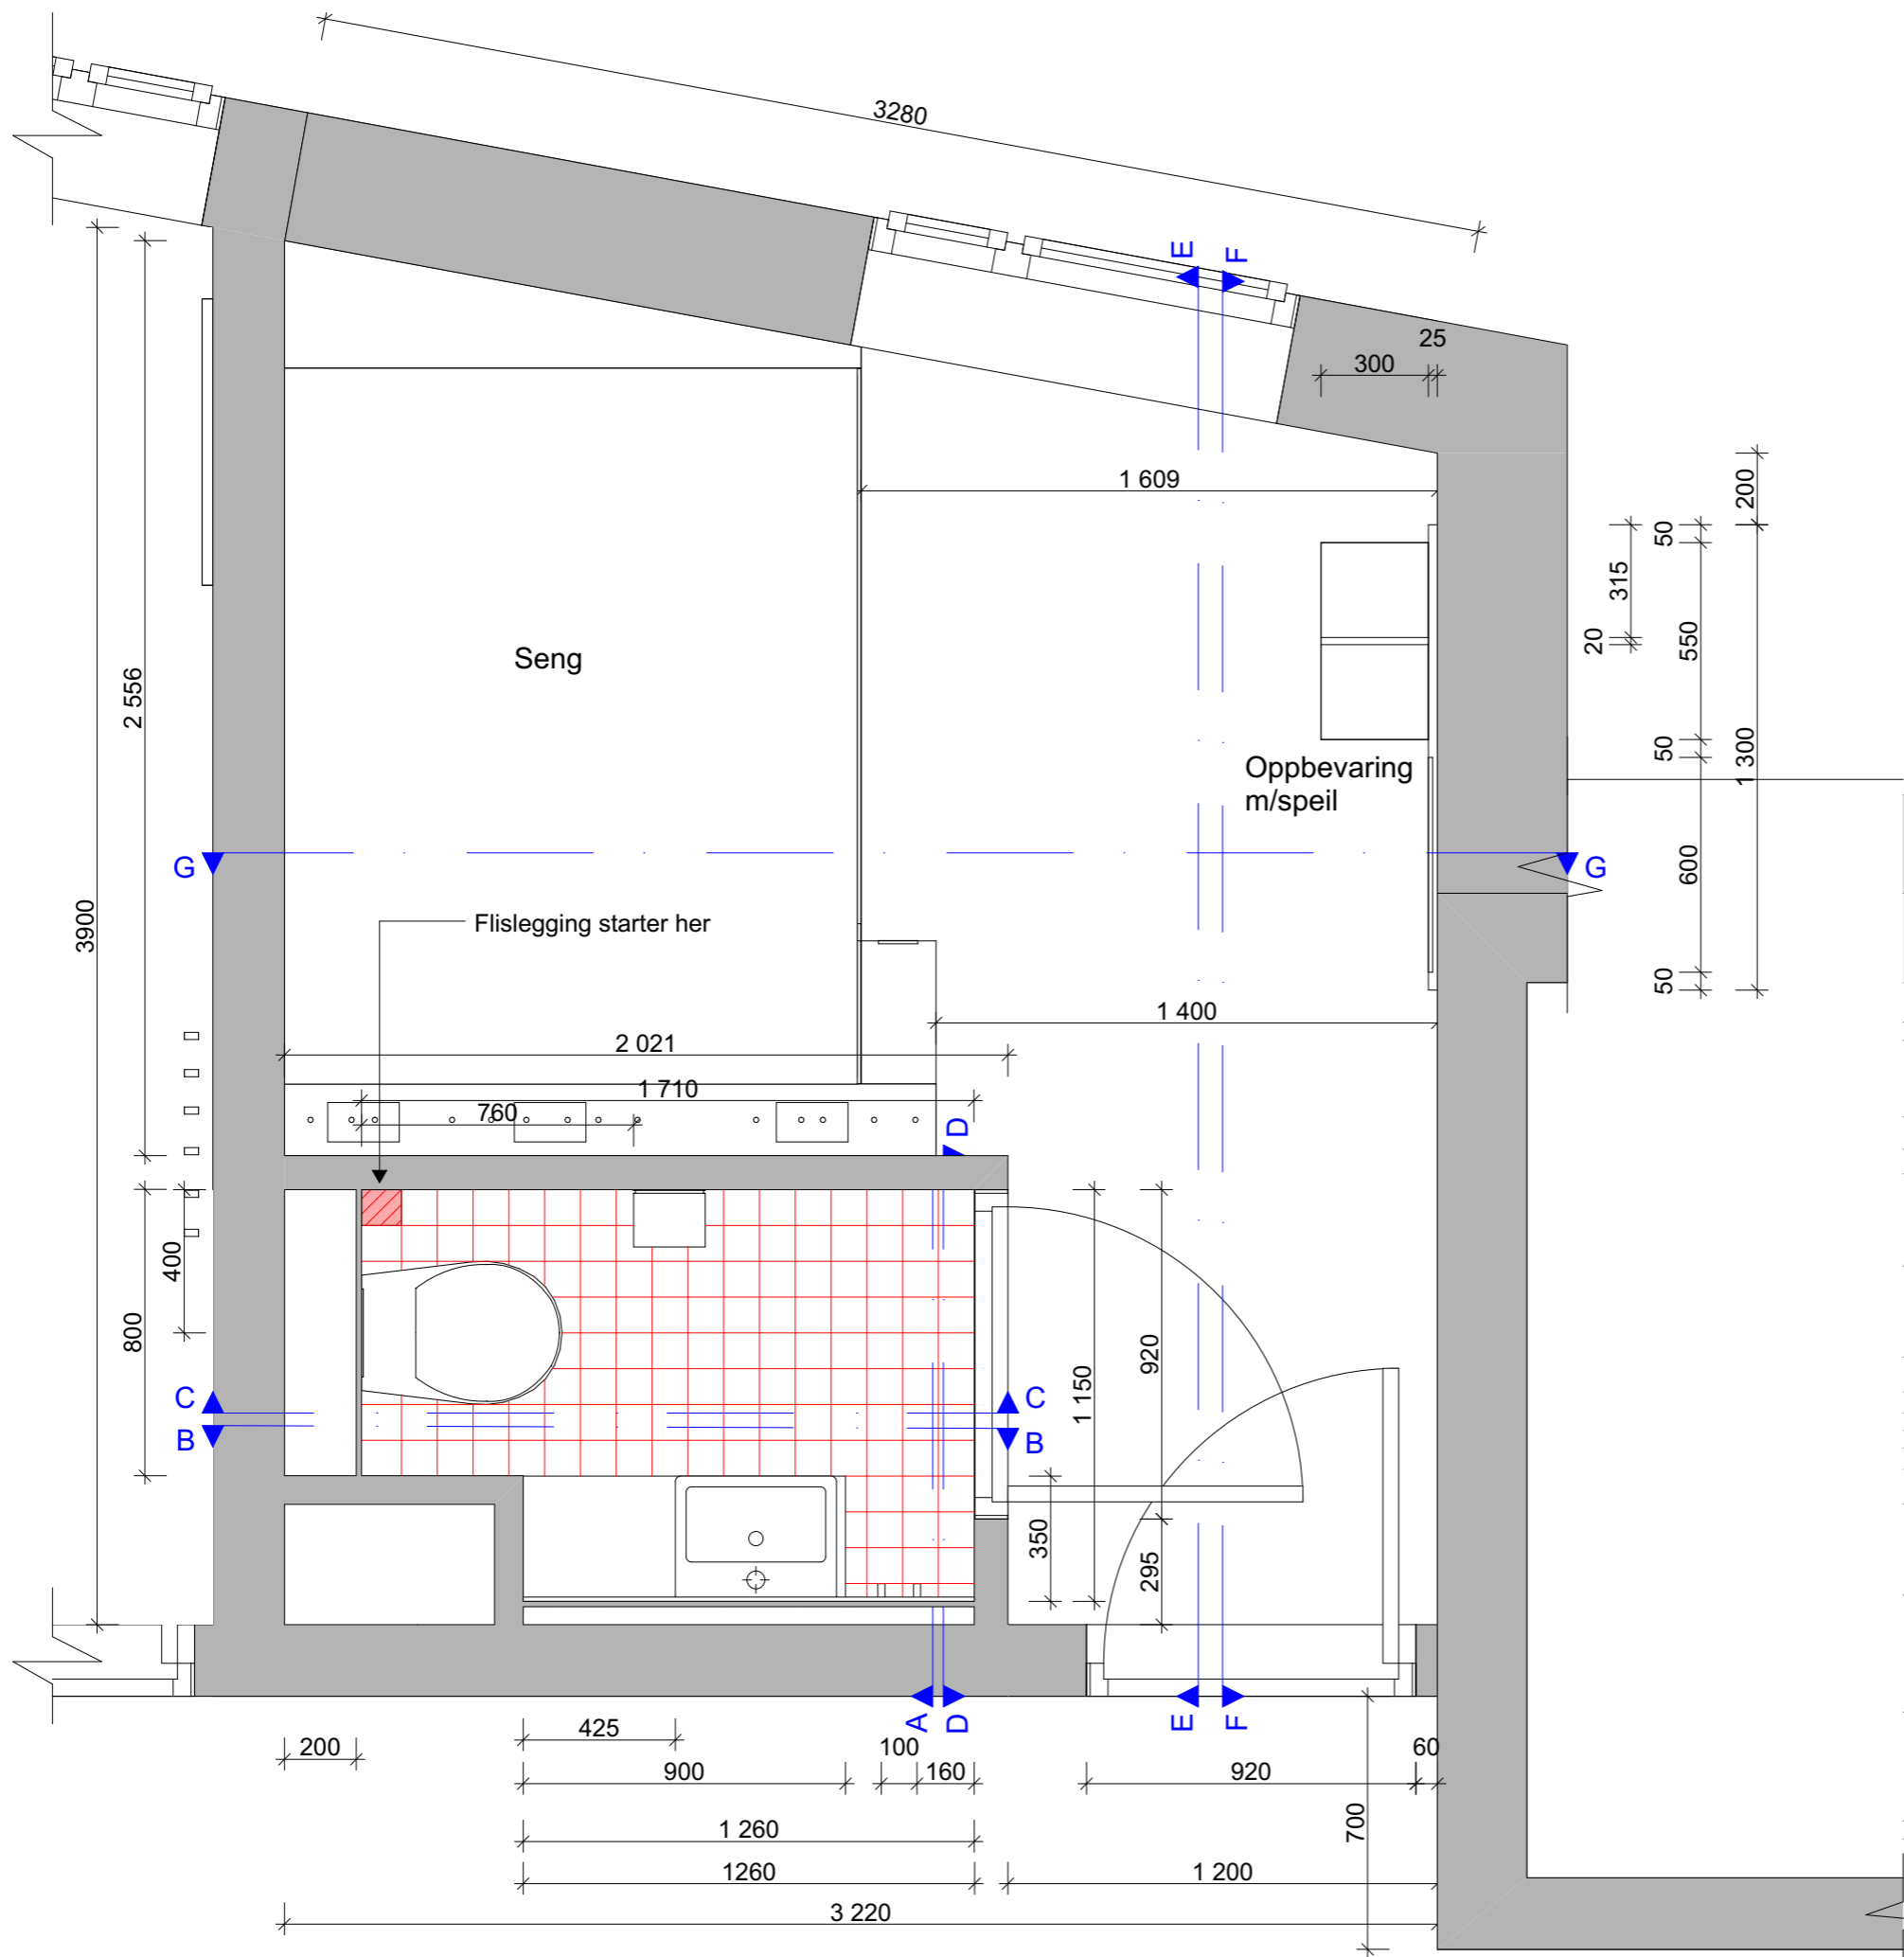 3280
E
F
25
300
1 609
200
50
315
20
550
50
1 300
600
50
2 556
3900
Seng
Oppbevaring
m/speil
G
G
Flislegging starter her
1 400
2 021
1 710
760
D
400
800
920
1 150
C
C
B
B
350
295
A
D
E
F
425
200
100
60
900
160
920
700
1 260
1260
1 200
3 220